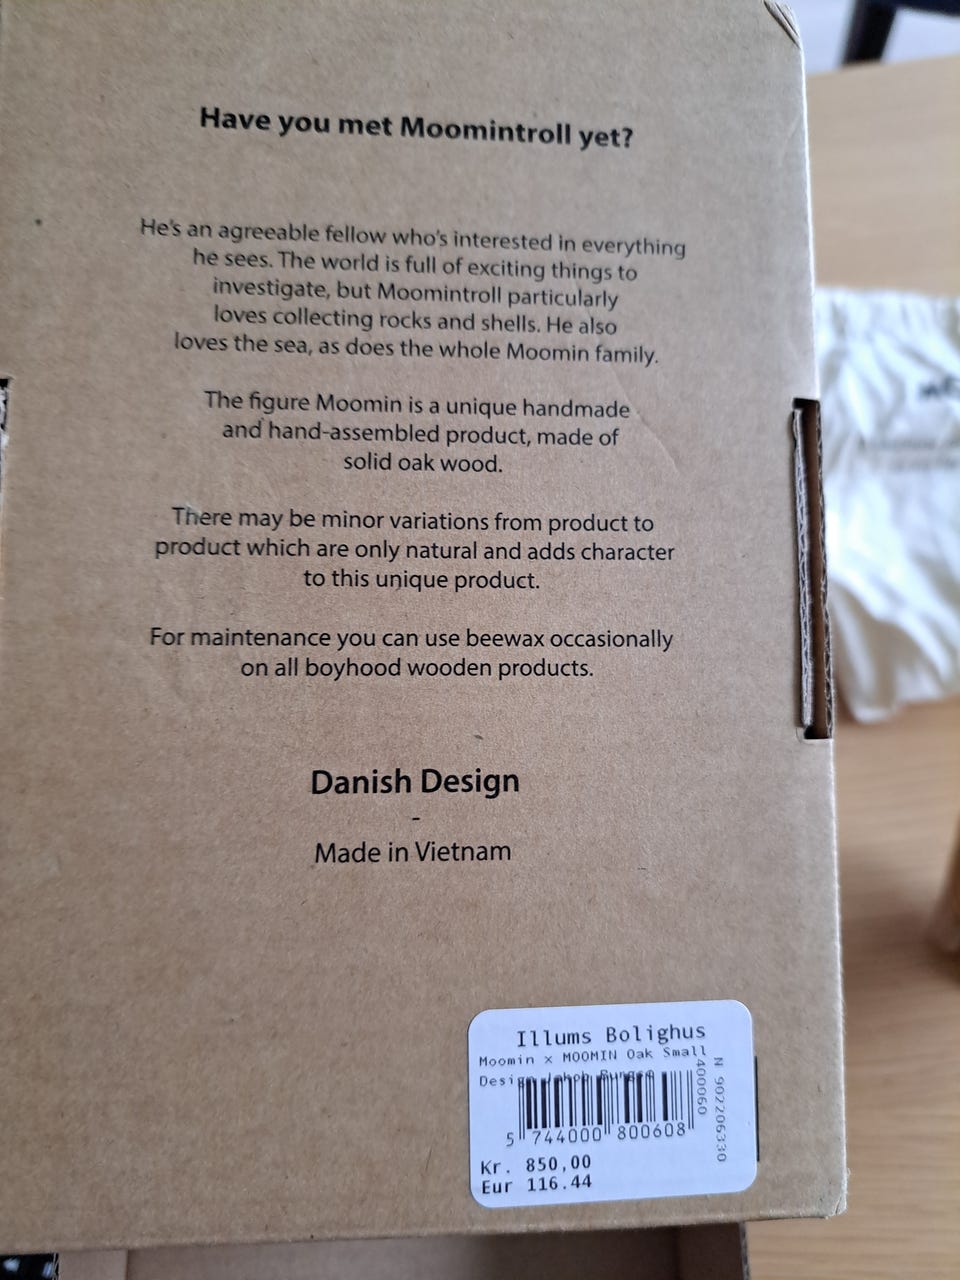 Have you met Moomintroll yet?
He's an agreeable fellow who's interested in everything
he sees. The world is full of exciting things to
investigate, but Moomintroll particularly
loves collecting rocks and shells. He also
loves the sea, as does the whole Moomin family.
The figure Moomin is a unique handmade
and hand-assembled product, made of
solid oak wood.
There may be minor variations from product to
product which are only natural and adds character
to this unique product.
For maintenance you can use beewax occasionally
on all boyhood wooden products.
Danish Design
-
Made in Vietnam
Illums Bolighus
Moomin x MOOMIN Oak Small
Design Jakob Burgsø
5 744000 800608
400060
N 902206330
Kr. 850,00
Eur 116.44